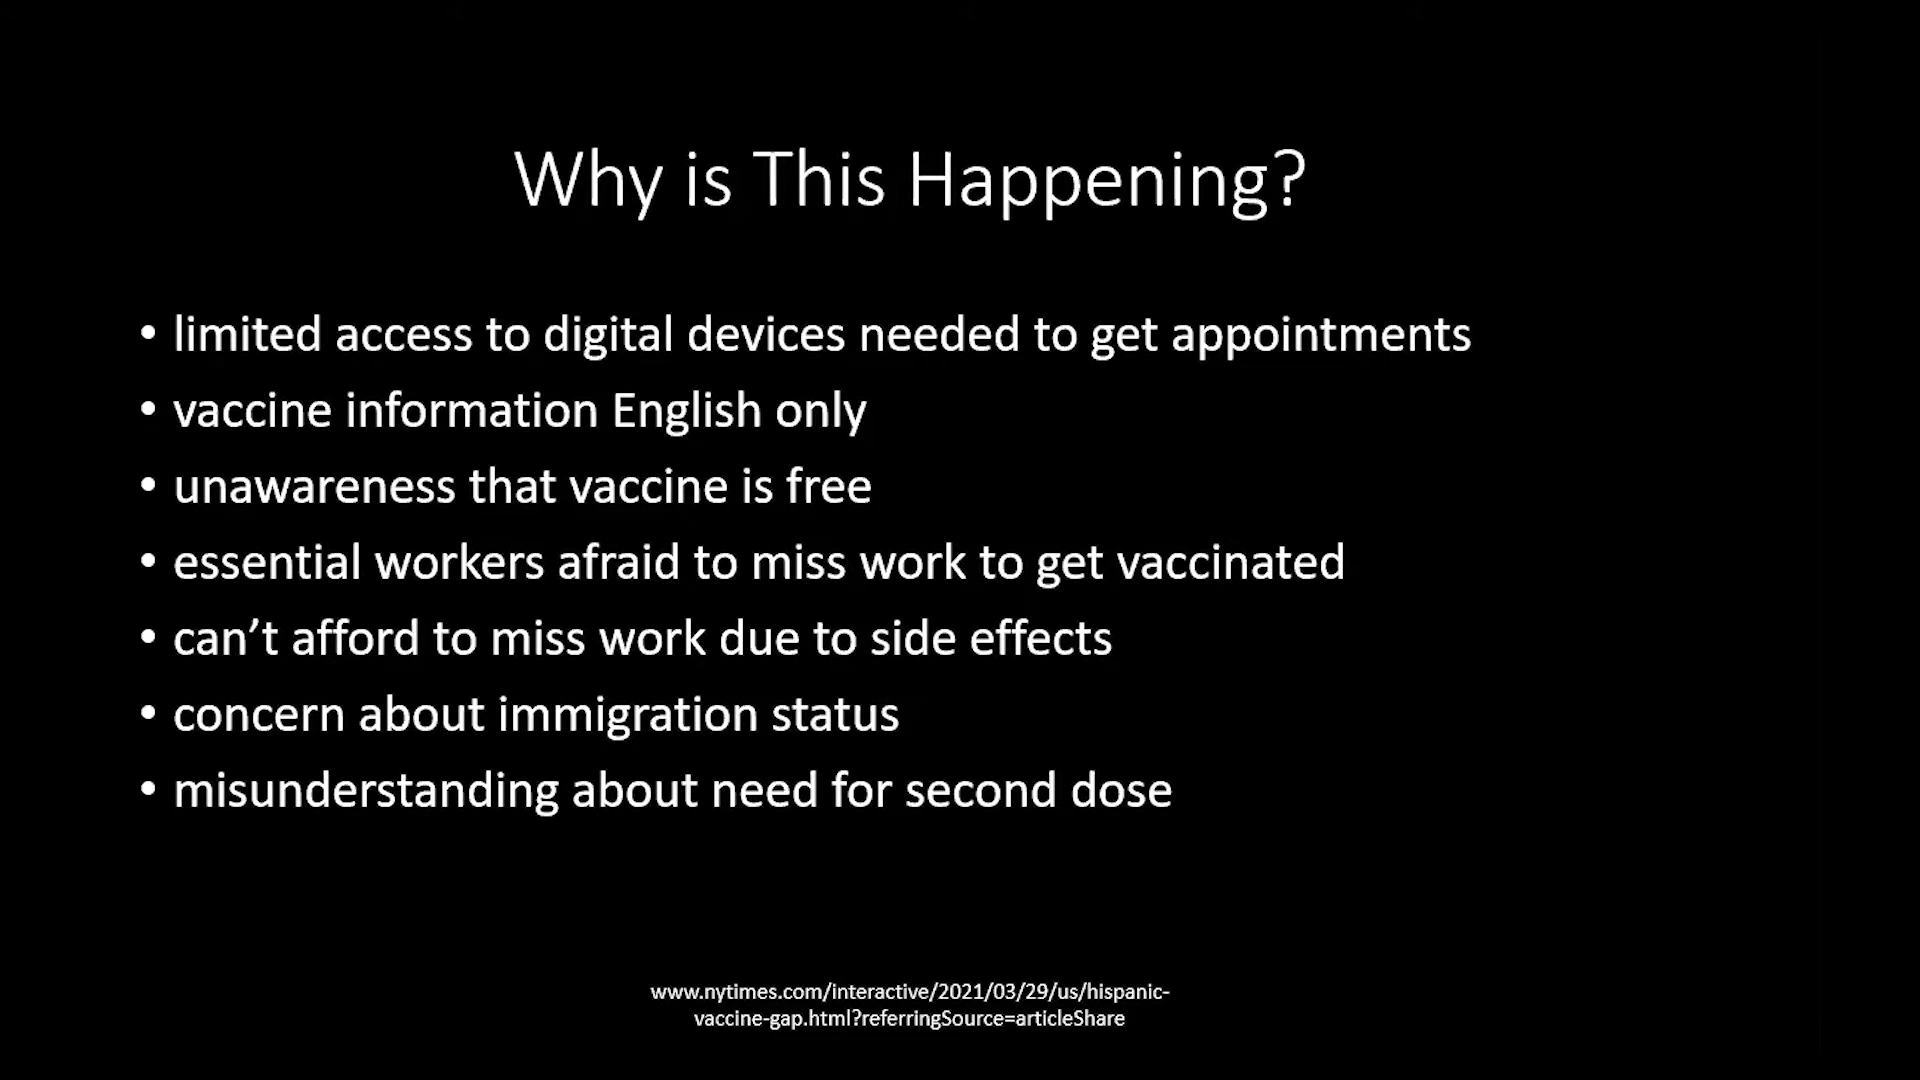 Why is This Happening?
• limited access to digital devices needed to get appointments
• vaccine information English only
• unawareness that vaccine is free
• essential workers afraid to miss work to get vaccinated
• can’t afford to miss work due to side effects
• concern about immigration status
• misunderstanding about need for second dose
www.nytimes.com/interactive/2021/03/29/us/hispanic-
vaccine-gap.html?referringSource=articleShare